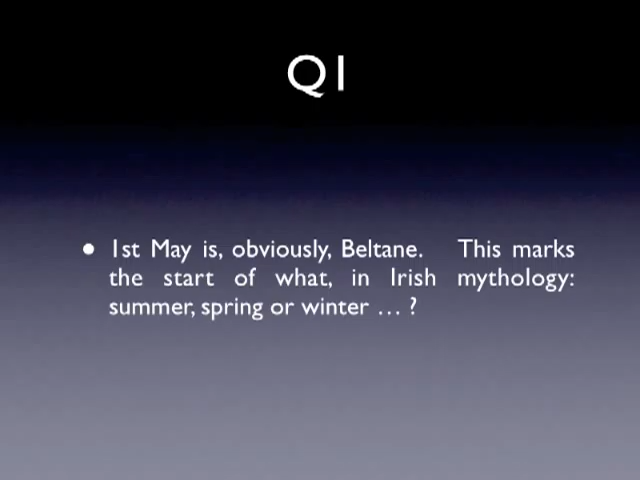 Q1
• 1st May is, obviously, Beltane. This marks
the start of what, in Irish mythology:
summer, spring or winter … ?